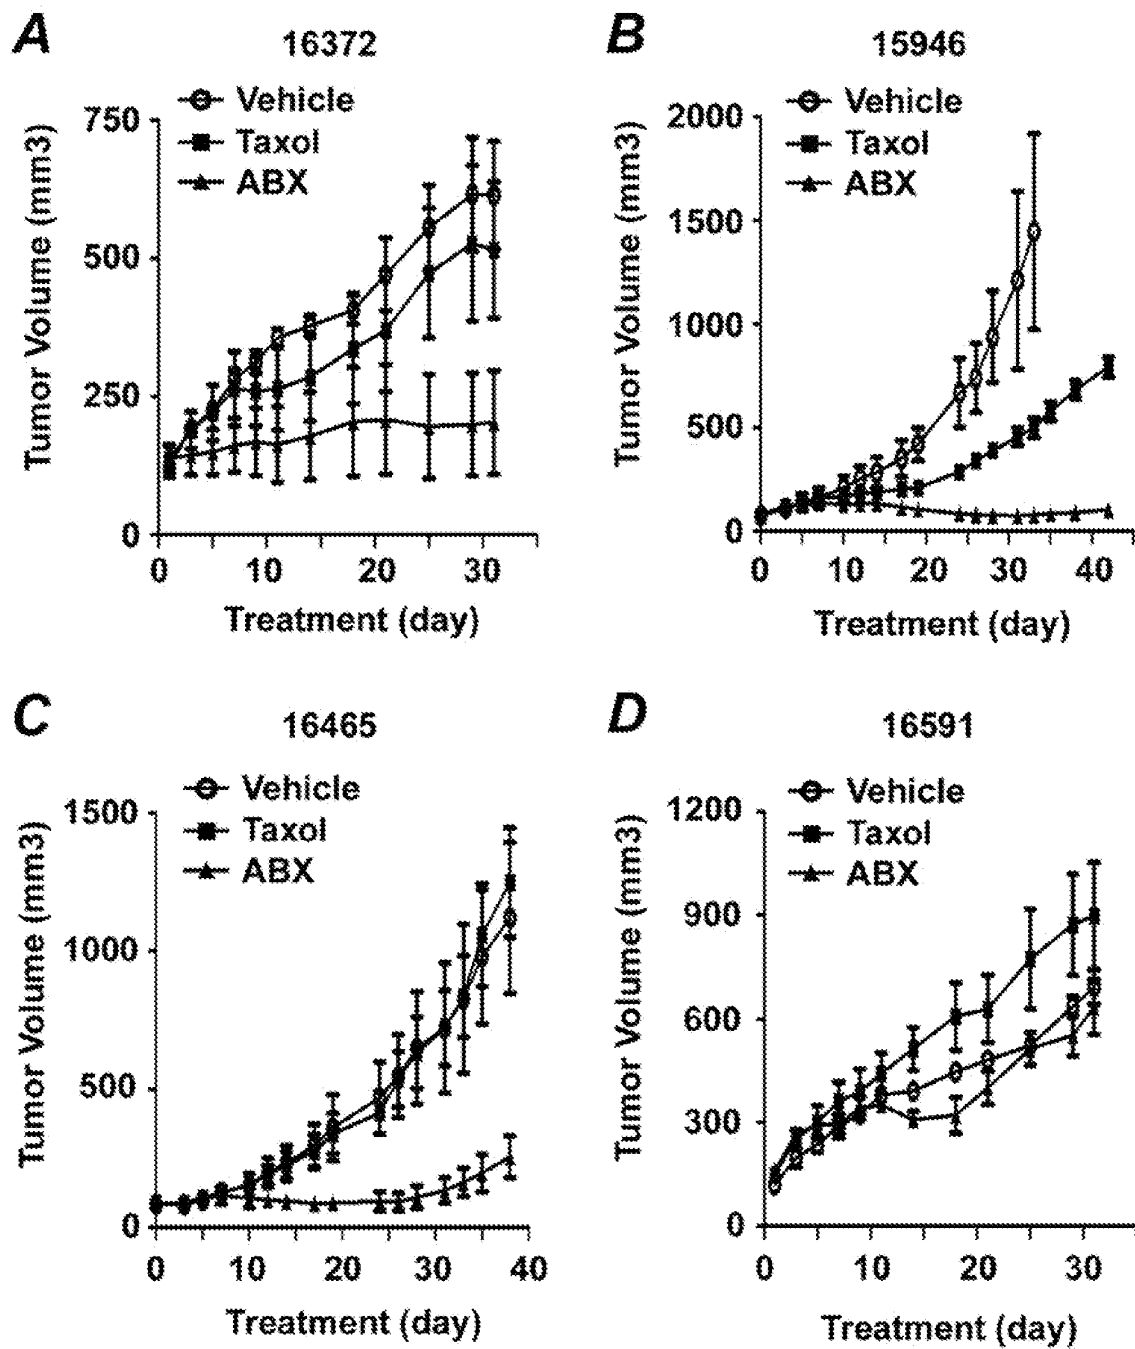 A
16372
Vehicle
Taxol
ABX
Tumor Volume (mm3)
750
500
250
0
0 10 20 30
Treatment (day)
B
15946
Vehicle
Taxol
ABX
Tumor Volume (mm3)
2000
1500
1000
500
0
0 10 20 30 40
Treatment (day)
C
16465
Vehicle
Taxol
ABX
Tumor Volume (mm3)
1500
1000
500
0
0 10 20 30 40
Treatment (day)
D
16591
Vehicle
Taxol
ABX
Tumor Volume (mm3)
1200
900
600
300
0
0 10 20 30
Treatment (day)